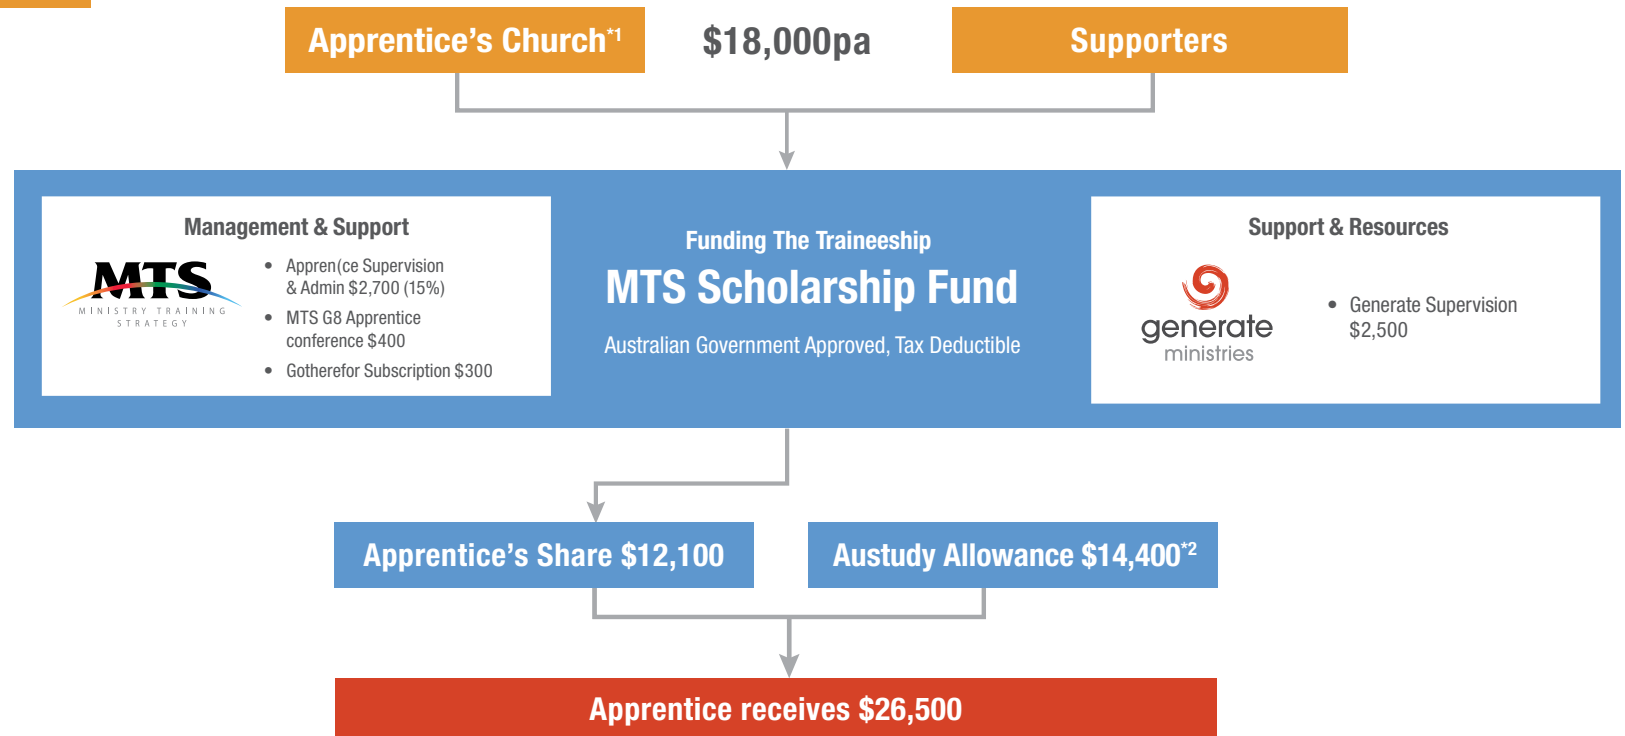 Apprentice's Church*1
$18,000pa
Supporters
Management & Support
MTS
MINISTRY TRAINING
STRATEGY
• Appren(ce Supervision
& Admin $2,700 (15%)
• MTS G8 Apprentice
conference $400
• Gotherefor Subscription $300
Funding The Traineeship
MTS Scholarship Fund
Australian Government Approved, Tax Deductible
Support & Resources
generate
ministries
• Generate Supervision
$2,500
Apprentice's Share $12,100
Austudy Allowance $14,400*2
Apprentice receives $26,500